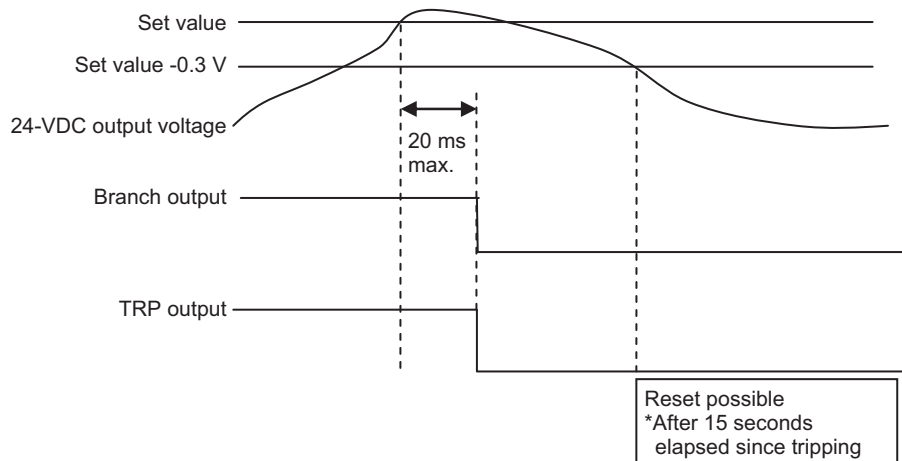 Set value
Set value -0.3 V
24-VDC output voltage
20 ms
max.
Branch output
TRP output
Reset possible
*After 15 seconds
elapsed since tripping